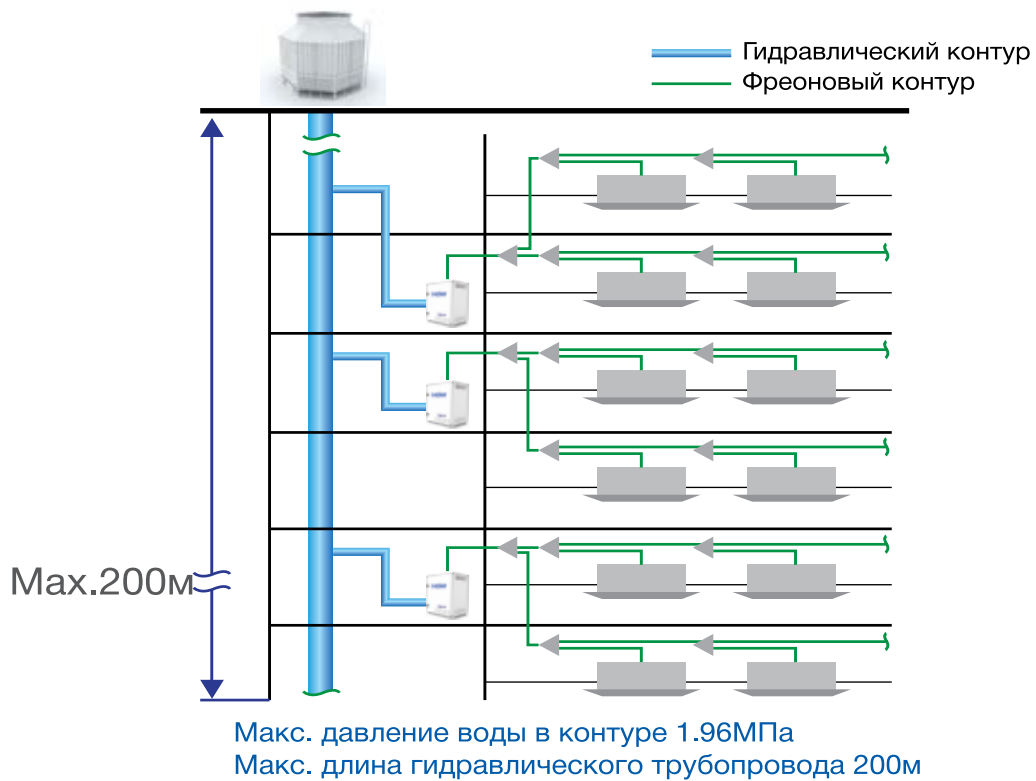 Гидравлический контур
Фреоновый контур
Max.200м
Макс. давление воды в контуре 1.96МПа
Макс. длина гидравлического трубопровода 200м